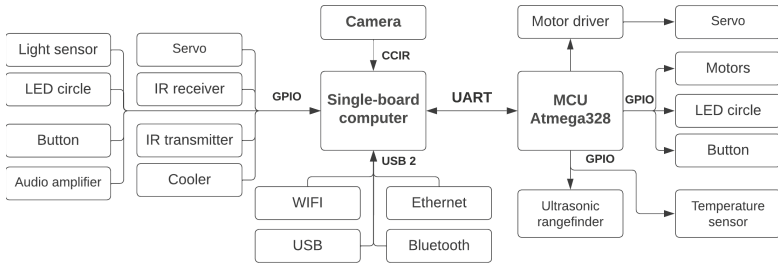 Camera
Motor driver
Servo
Light sensor
Servo
CCIR
LED circle
IR receiver
GPIO
Single-board
computer
UART
MCU
Atmega328
GPIO
Motors
LED circle
Button
IR transmitter
Button
Audio amplifier
Cooler
USB 2
GPIO
WIFI
Ethernet
Ultrasonic
rangefinder
Temperature
sensor
USB
Bluetooth